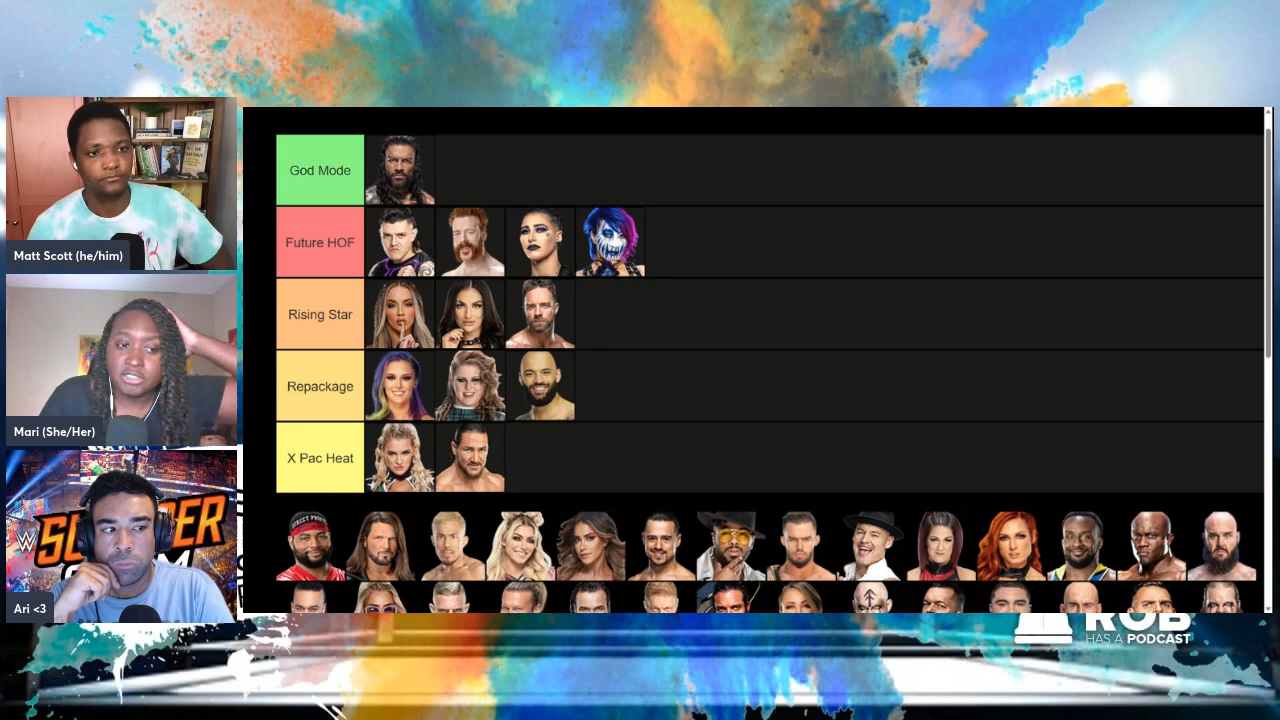 God Mode
Future HOF
Rising Star
Repackage
X Pac Heat
Matt Scott (he/him)
Mari (She/Her)
Ari <3
ROB
HAS A PODCAST